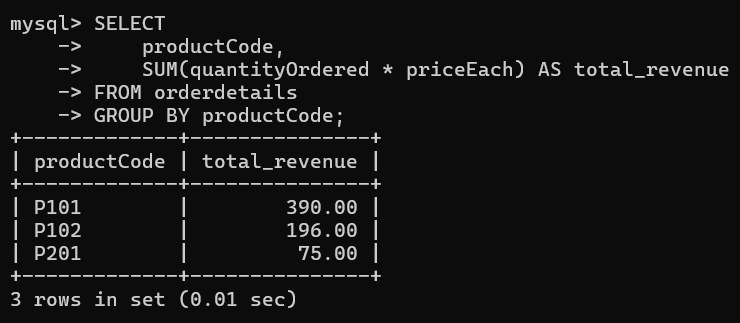 mysql> SELECT
    ->     productCode,
    ->     SUM(quantityOrdered * priceEach) AS total_revenue
    -> FROM orderdetails
    -> GROUP BY productCode;
+-------------+---------------+
| productCode | total_revenue |
+-------------+---------------+
| P101        |        390.00 |
| P102        |        196.00 |
| P201        |         75.00 |
+-------------+---------------+
3 rows in set (0.01 sec)